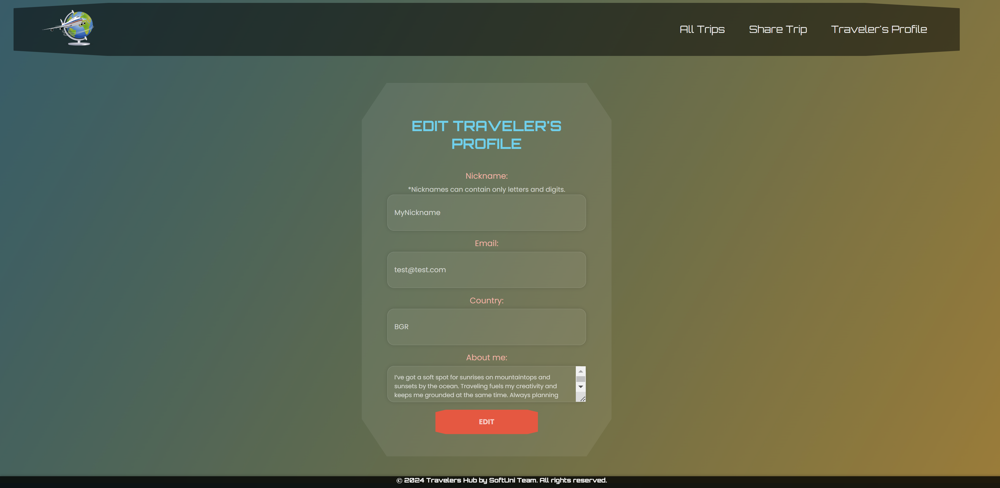 All Trips Share Trip Traveler's Profile
EDIT TRAVELER'S
PROFILE
Nickname:
*Nicknames can contain only letters and digits.
MyNickname
Email:
test@test.com
Country:
BGR
About me:
I've got a soft spot for sunrises on mountaintops and
sunsets by the ocean. Traveling fuels my creativity and
keeps me grounded at the same time. Always planning
EDIT
© 2024 Travelers Hub by SoftUni Team. All rights reserved.